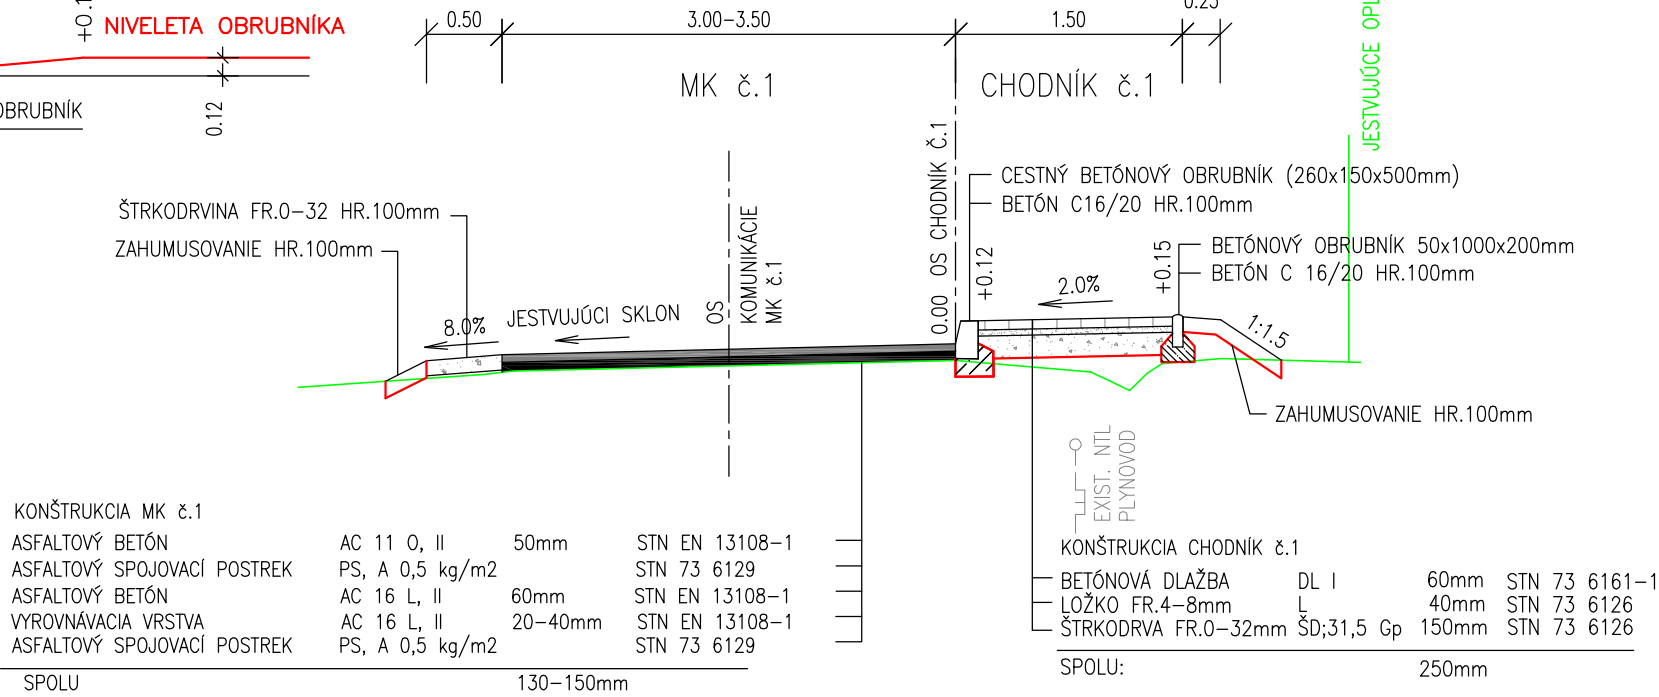 NIVELETA OBRUBNÍKA
0.12
0.50
3.00-3.50
1.50
MK č.1
CHODNÍK č.1
ŠTRKODRVINA FR.0-32 HR.100mm
ZAHUMUSOVANIE HR.100mm
8.0%
JESTVUJÚCI SKLON
OS
KOMUNIKÁCIE
MK č.1
0.00 OS CHODNÍK Č.1
CESTNÝ BETÓNOVÝ OBRUBNÍK (260x150x500mm)
BETÓN C16/20 HR.100mm
+0.12
2.0%
+0.15
BETÓNOVÝ OBRUBNÍK 50x1000x200mm
BETÓN C 16/20 HR.100mm
1:1.5
ZAHUMUSOVANIE HR.100mm
EXIST. NTL
PLYNOVOD
KONŠTRUKCIA MK č.1
ASFALTOVÝ BETÓN AC 11 O, II 50mm STN EN 13108-1
ASFALTOVÝ SPOJOVACÍ POSTREK PS, A 0,5 kg/m2 STN 73 6129
ASFALTOVÝ BETÓN AC 16 L, II 60mm STN EN 13108-1
VYROVNÁVACIA VRSTVA AC 16 L, II 20-40mm STN EN 13108-1
ASFALTOVÝ SPOJOVACÍ POSTREK PS, A 0,5 kg/m2 STN 73 6129
SPOLU 130-150mm
KONŠTRUKCIA CHODNÍK č.1
BETÓNOVÁ DLAŽBA DL I 60mm STN 73 6161-1
LOŽKO FR.4-8mm L 40mm STN 73 6126
ŠTRKODRVA FR.0-32mm ŠD;31,5 Gp 150mm STN 73 6126
SPOLU: 250mm
JESTVUJÚCE
OBRUBNÍK